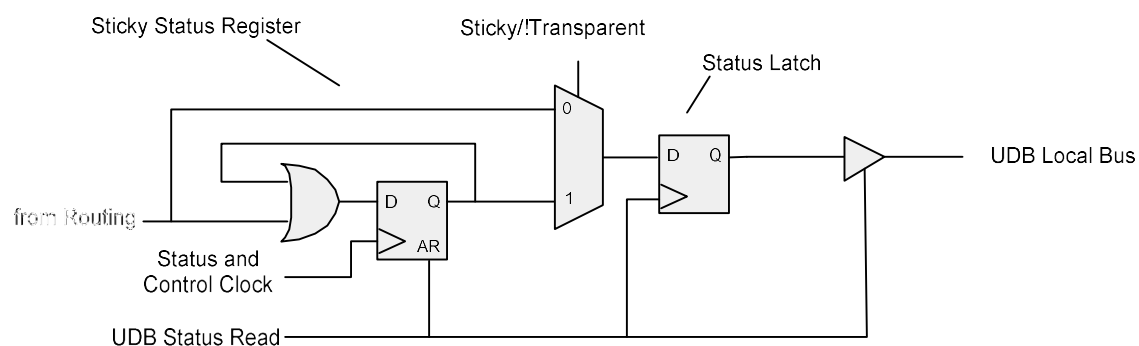 Sticky Status Register
Sticky/!Transparent
Status Latch
0
D
Q
UDB Local Bus
1
D
Q
AR
from Routing
Status and
Control Clock
UDB Status Read